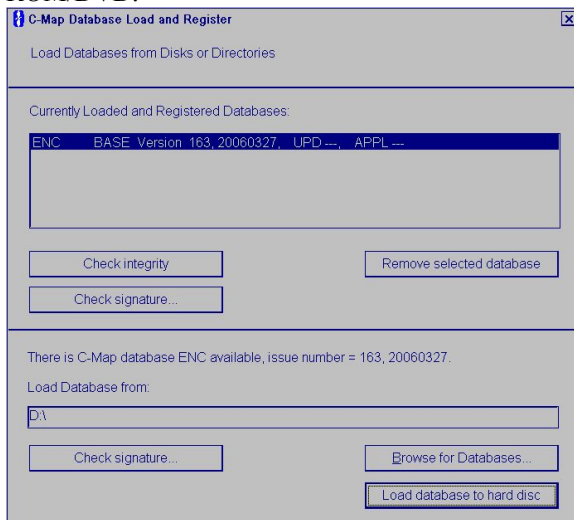 C-Map Database Load and Register
Load Databases from Disks or Directories
Currently Loaded and Registered Databases:
ENC BASE Version 163, 20060327, UPD ---, APPL ---
Check integrity
Remove selected database
Check signature...
There is C-Map database ENC available, issue number = 163, 20060327.
Load Database from:
D:\
Check signature...
Browse for Databases...
Load database to hard disc